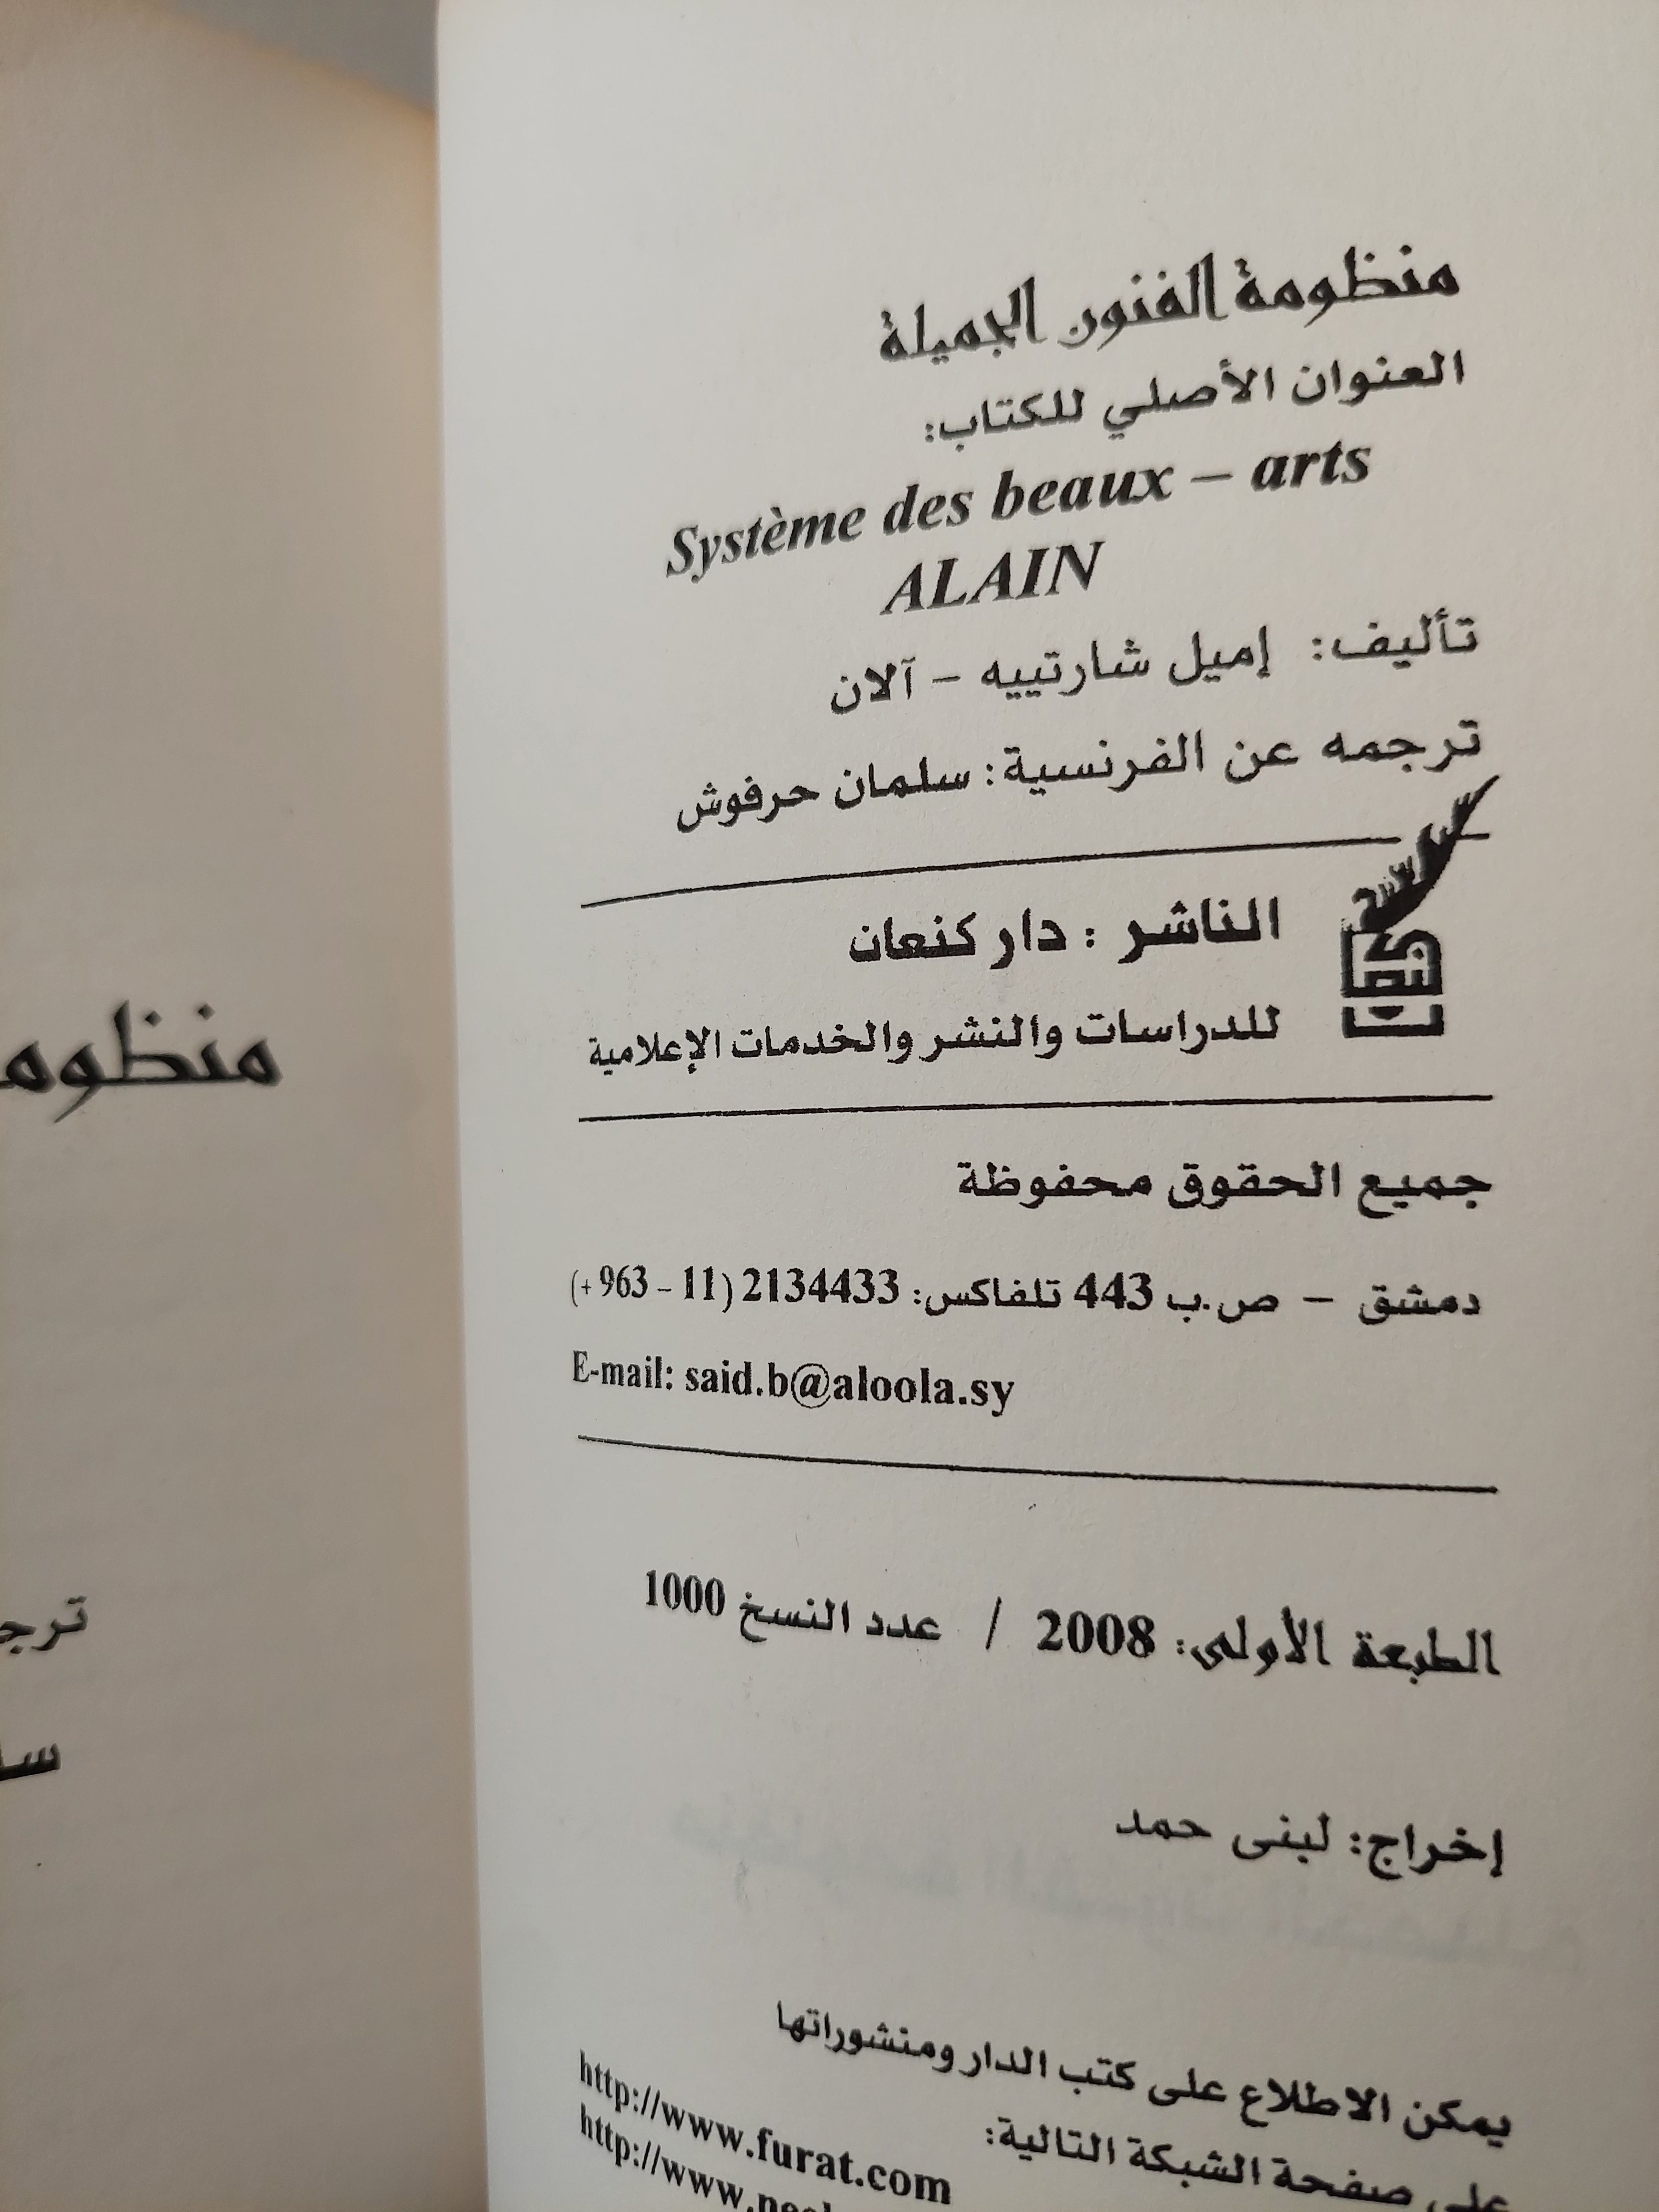 منظومة الفنون الجميلة
العنوان الأصلي للكتاب:
Système des beaux – arts
ALAIN
تأليف: إميل شارتييه – آلان
ترجمه عن الفرنسية: سلمان حرفوش
كنعان
الناشر : دار كنعان
للدراسات والنشر والخدمات الإعلامية
جميع الحقوق محفوظة
دمشق – ص.ب 443 تلفاكس: 2134433 (11 – 963+)
E-mail: said.b@aloola.sy
الطبعة الأولى: 2008 / عدد النسخ 1000
إخراج: لبنى حمد
يمكن الاطلاع على كتب الدار ومنشوراتها
على صفحة الشبكة التالية:
http://www.furat.com